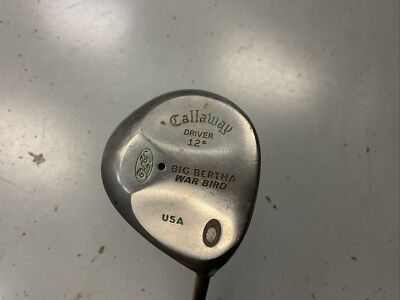 Callaway
DRIVER
12°
BIG BERTHA
WAR BIRD
USA